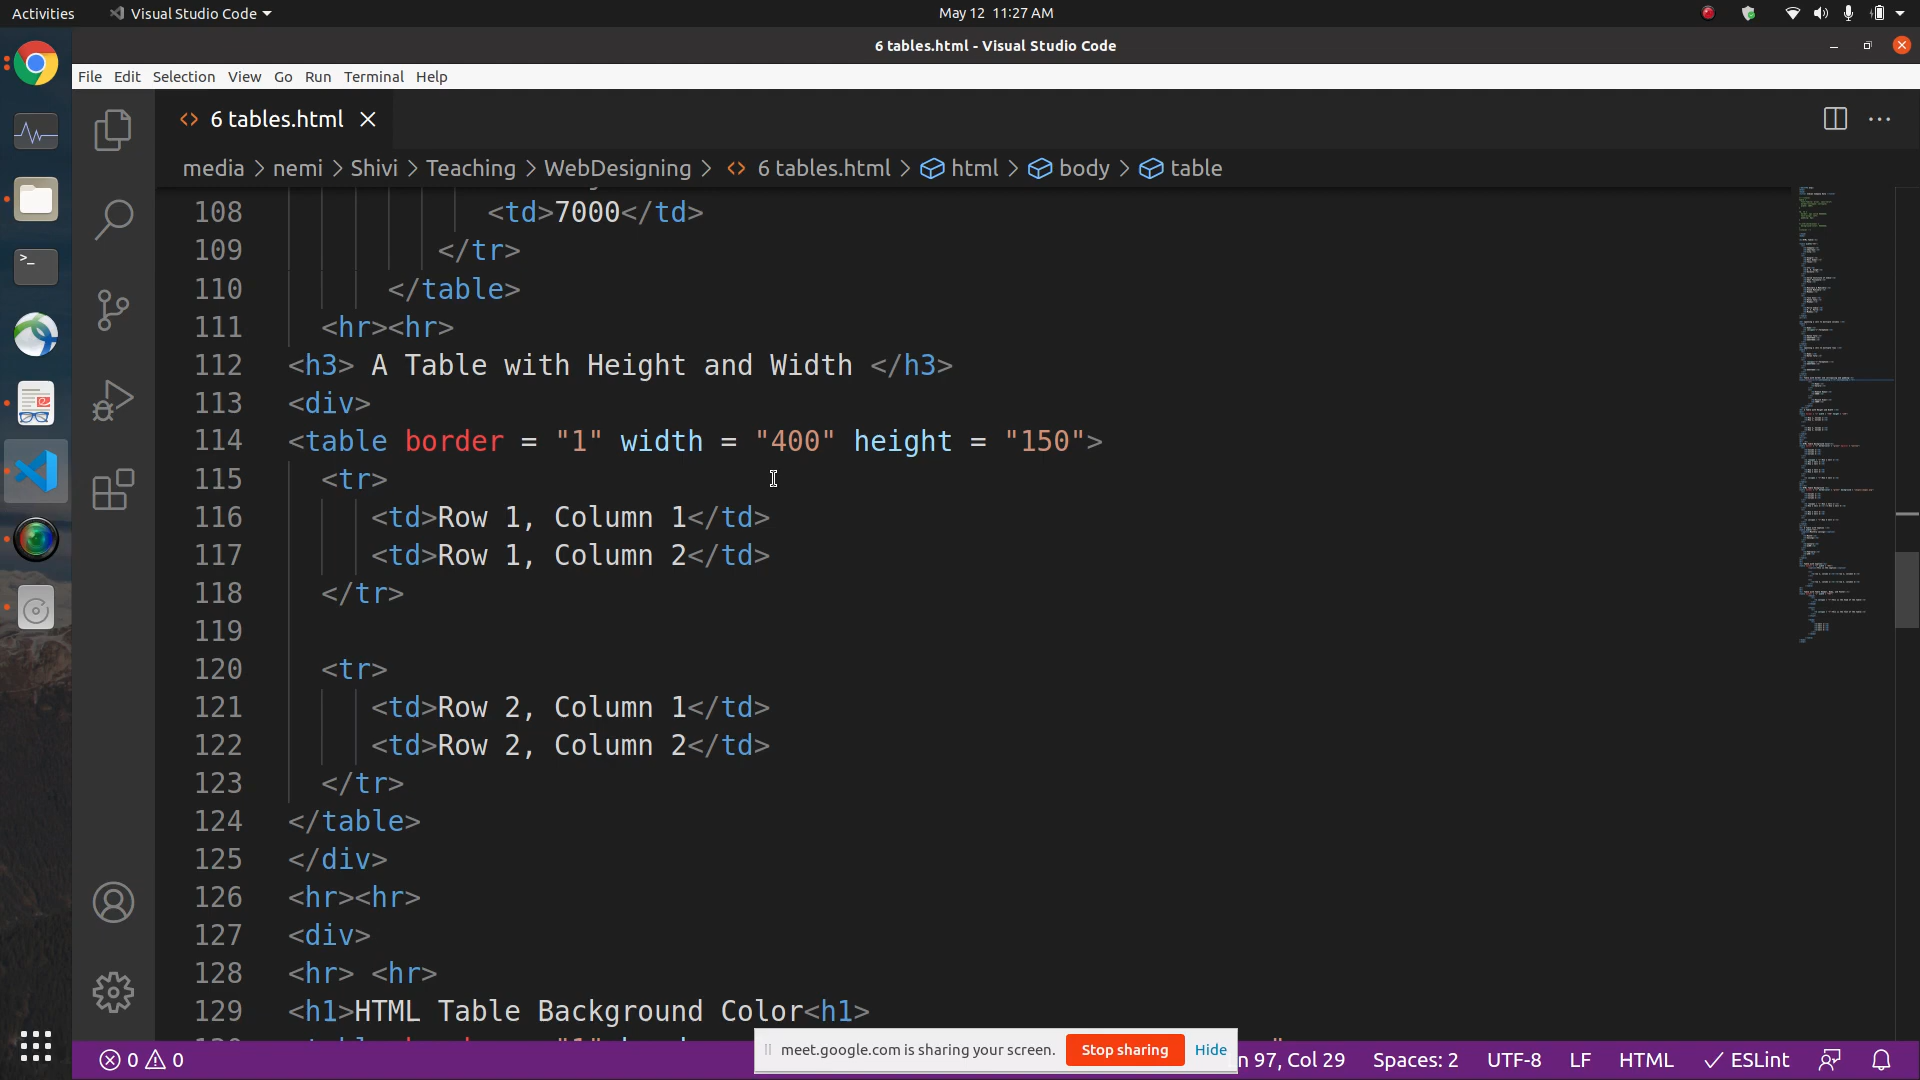 Activities Visual Studio Code May 12 11:27 AM
6 tables.html - Visual Studio Code
File Edit Selection View Go Run Terminal Help
6 tables.html
media > nemi > Shivi > Teaching > WebDesigning > 6 tables.html > html > body > table
108 <td>7000</td>
109 </tr>
110 </table>
111 <hr><hr>
112 <h3> A Table with Height and Width </h3>
113 <div>
114 <table border = "1" width = "400" height = "150">
115 <tr>
116 <td>Row 1, Column 1</td>
117 <td>Row 1, Column 2</td>
118 </tr>
119
120 <tr>
121 <td>Row 2, Column 1</td>
122 <td>Row 2, Column 2</td>
123 </tr>
124 </table>
125 </div>
126 <hr><hr>
127 <div>
128 <hr> <hr>
129 <h1>HTML Table Background Color<h1>
meet.google.com is sharing your screen. Stop sharing Hide
0 0 97, Col 29 Spaces: 2 UTF-8 LF HTML ESLint